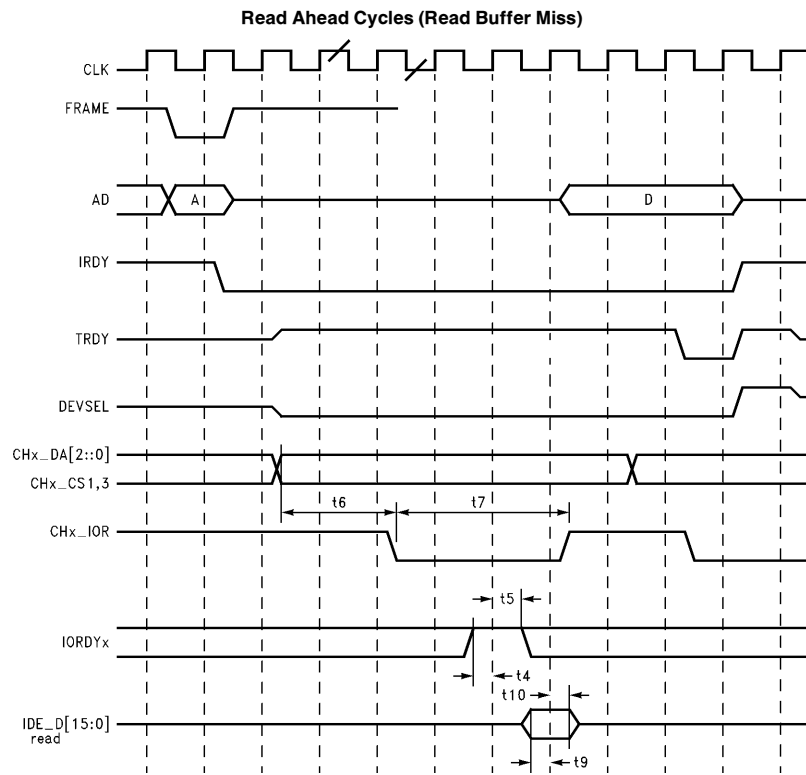 Read Ahead Cycles (Read Buffer Miss)
CLK
FRAME
AD
A
D
IRDY
TRDY
DEVSEL
CHx_DA[2::0]
CHx_CS1,3
t6
t7
CHx_IOR
t5
IORDYx
t4
t10
IDE_D[15:0]
read
t9